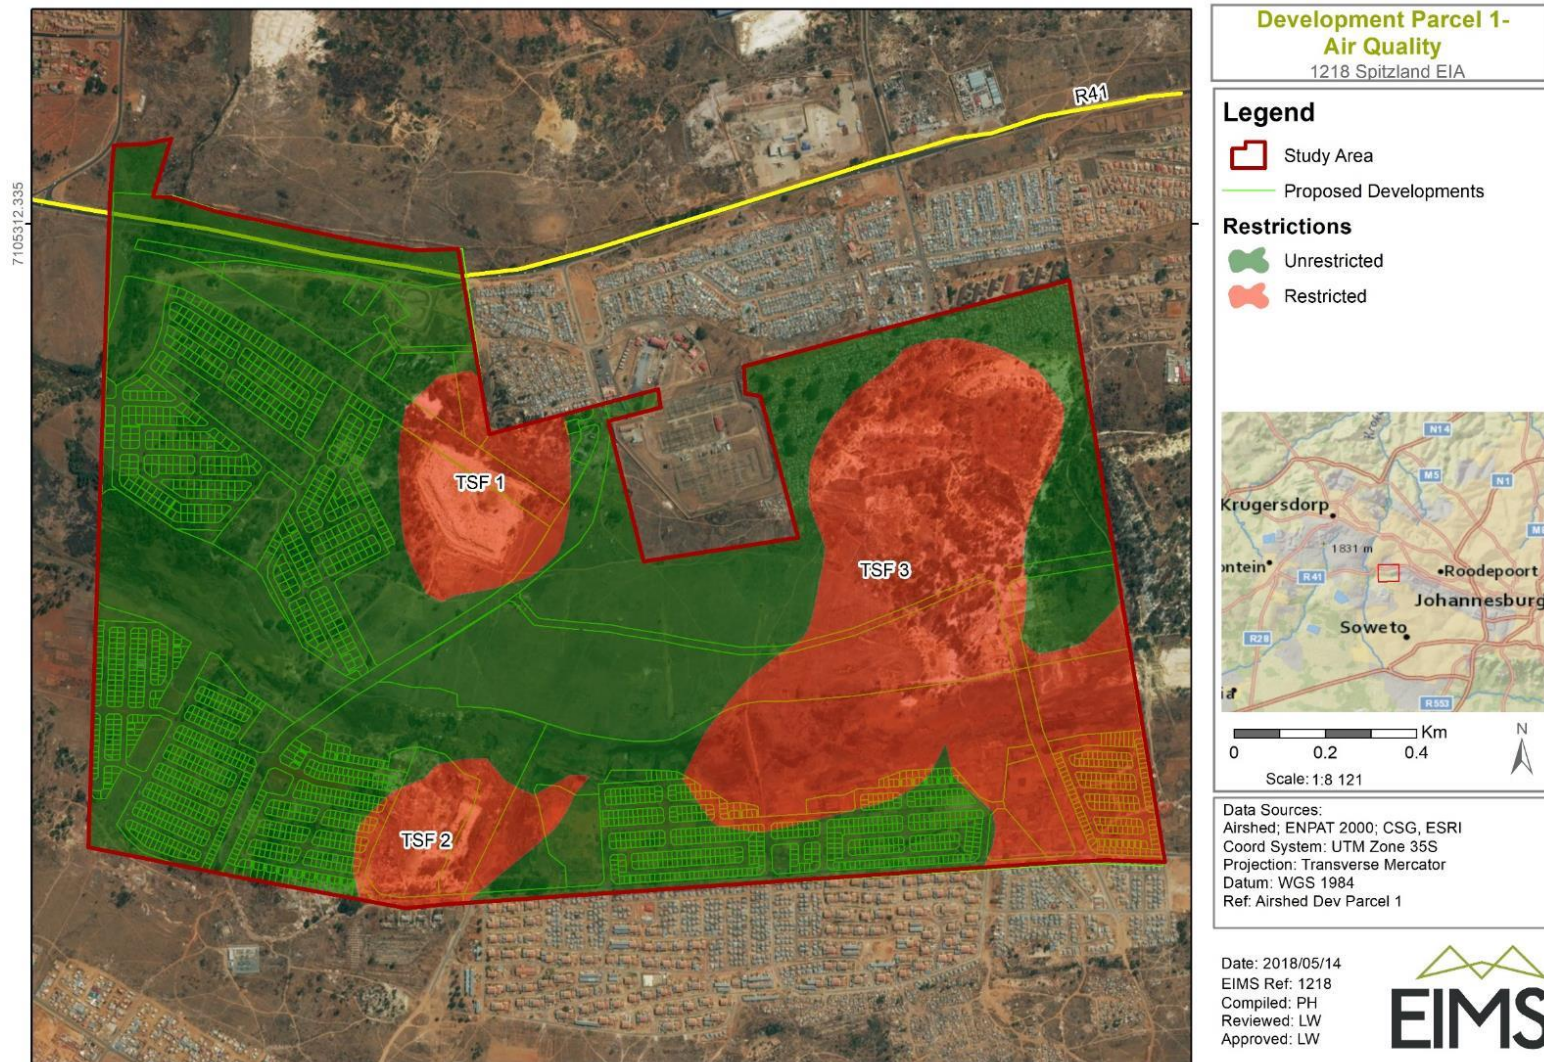 Development Parcel 1-
Air Quality
1218 Spitzland EIA
7105312.335
R41
TSF 1
TSF 2
TSF 3
Legend
Study Area
Proposed Developments
Restrictions
Unrestricted
Restricted
N14
M5
N1
Krugersdorp
1831 m
ontein
R41
Roodepoort
Johannesburg
Soweto
R28
R553
ia
Km
0 0.2 0.4
N
Scale: 1:8 121
Data Sources:
Airshed; ENPAT 2000; CSG, ESRI
Coord System: UTM Zone 35S
Projection: Transverse Mercator
Datum: WGS 1984
Ref: Airshed Dev Parcel 1
Date: 2018/05/14
EIMS Ref: 1218
Compiled: PH
Reviewed: LW
Approved: LW
EIMS